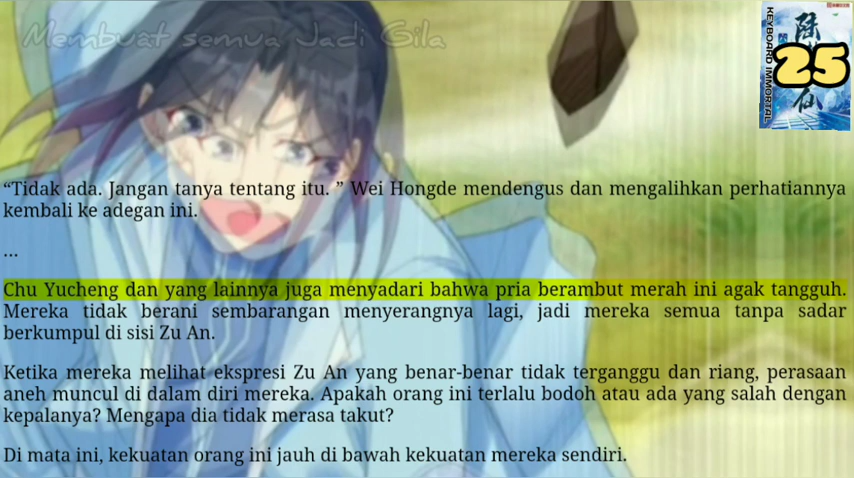 Membuat semua Jadi Gila
KEYBOARD IMMORTAL
25
“Tidak ada. Jangan tanya tentang itu. ” Wei Hongde mendengus dan mengalihkan perhatiannya
kembali ke adegan ini.
...
Chu Yucheng dan yang lainnya juga menyadari bahwa pria berambut merah ini agak tangguh.
Mereka tidak berani sembarangan menyerangnya lagi, jadi mereka semua tanpa sadar
berkumpul di sisi Zu An.
Ketika mereka melihat ekspresi Zu An yang benar-benar tidak terganggu dan riang, perasaan
aneh muncul di dalam diri mereka. Apakah orang ini terlalu bodoh atau ada yang salah dengan
kepalanya? Mengapa dia tidak merasa takut?
Di mata ini, kekuatan orang ini jauh di bawah kekuatan mereka sendiri.